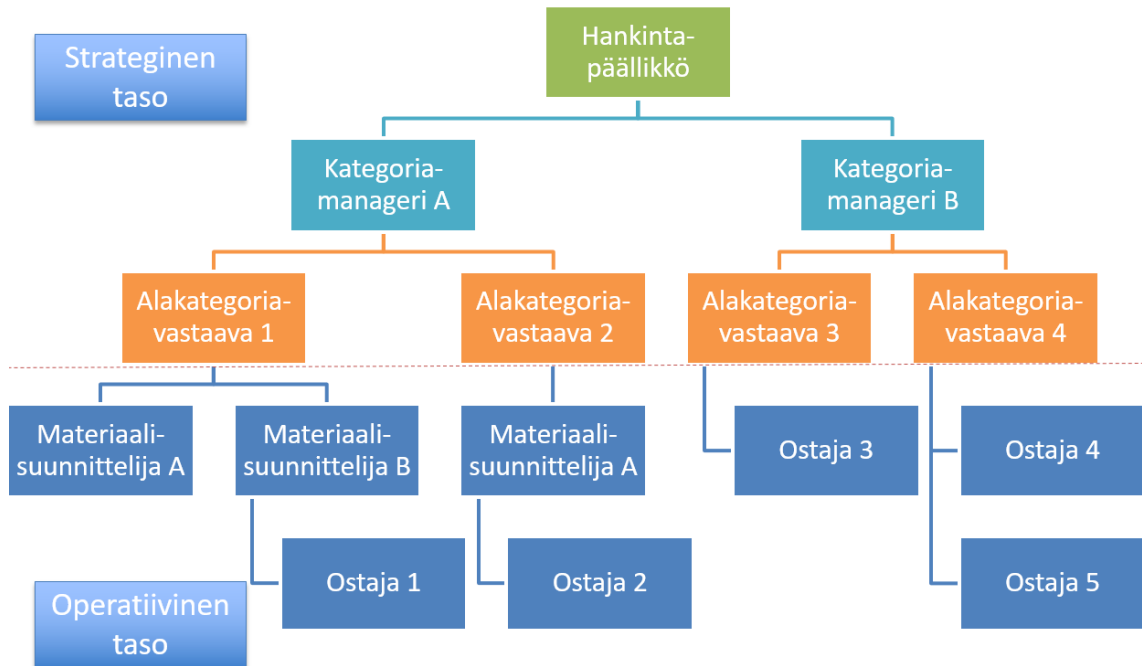 Strateginen
taso
Hankinta-
päällikkö
Kategoria-
manageri A
Kategoria-
manageri B
Alakategoria-
vastaava 1
Alakategoria-
vastaava 2
Alakategoria-
vastaava 3
Alakategoria-
vastaava 4
Materiaali-
suunnittelija A
Materiaali-
suunnittelija B
Materiaali-
suunnittelija A
Ostaja 3
Ostaja 4
Ostaja 1
Ostaja 2
Ostaja 5
Operatiivinen
taso